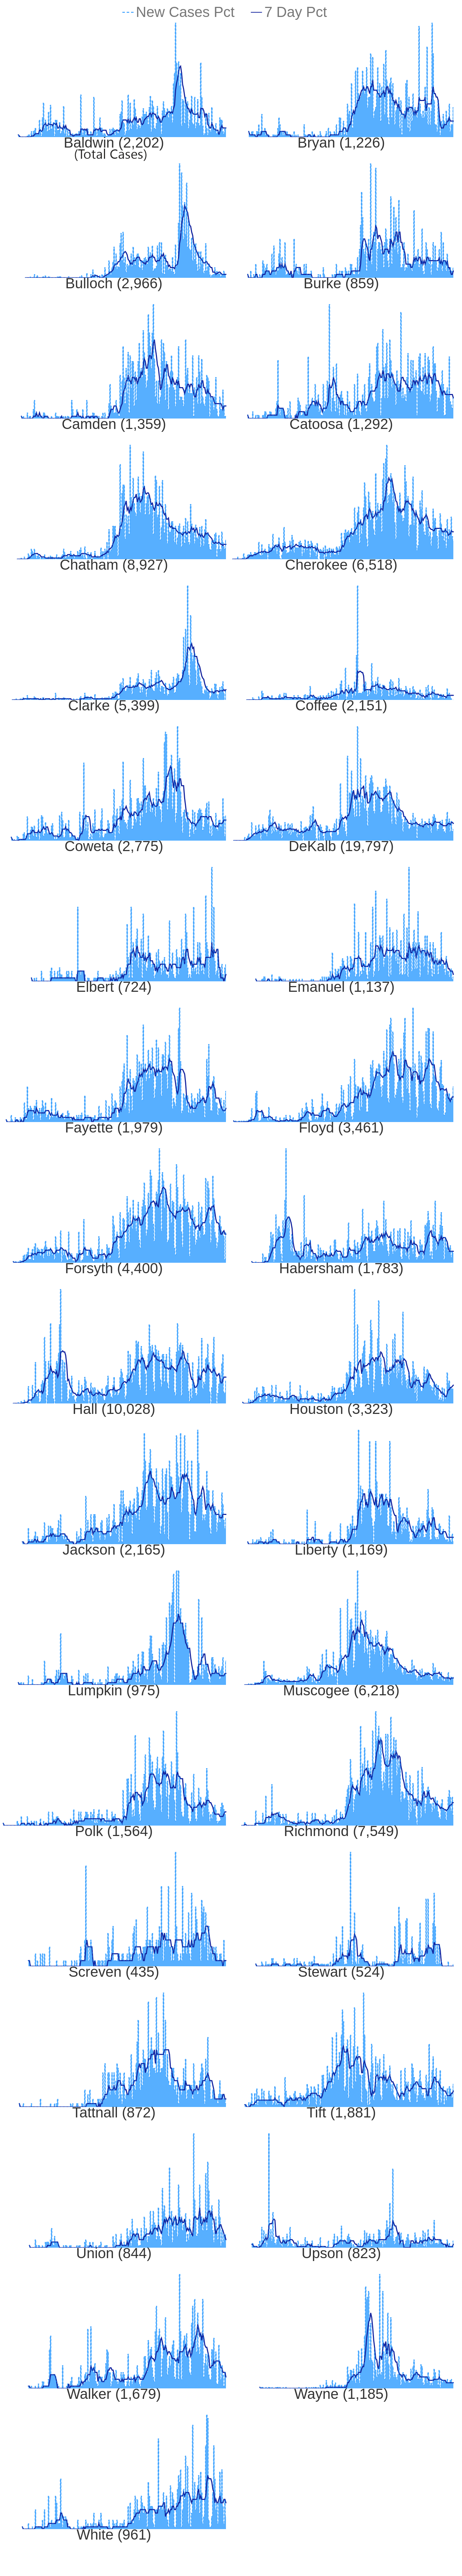 New Cases Pct 7 Day Pct
Baldwin (2,202) Bryan (1,226)
(Total Cases)
Bulloch (2,966) Burke (859)
Camden (1,359) Catoosa (1,292)
Chatham (8,927) Cherokee (6,518)
Clarke (5,399) Coffee (2,151)
Coweta (2,775) DeKalb (19,797)
Elbert (724) Emanuel (1,137)
Fayette (1,979) Floyd (3,461)
Forsyth (4,400) Habersham (1,783)
Hall (10,028) Houston (3,323)
Jackson (2,165) Liberty (1,169)
Lumpkin (975) Muscogee (6,218)
Polk (1,564) Richmond (7,549)
Screven (435) Stewart (524)
Tattnall (872) Tift (1,881)
Union (844) Upson (823)
Walker (1,679) Wayne (1,185)
White (961)